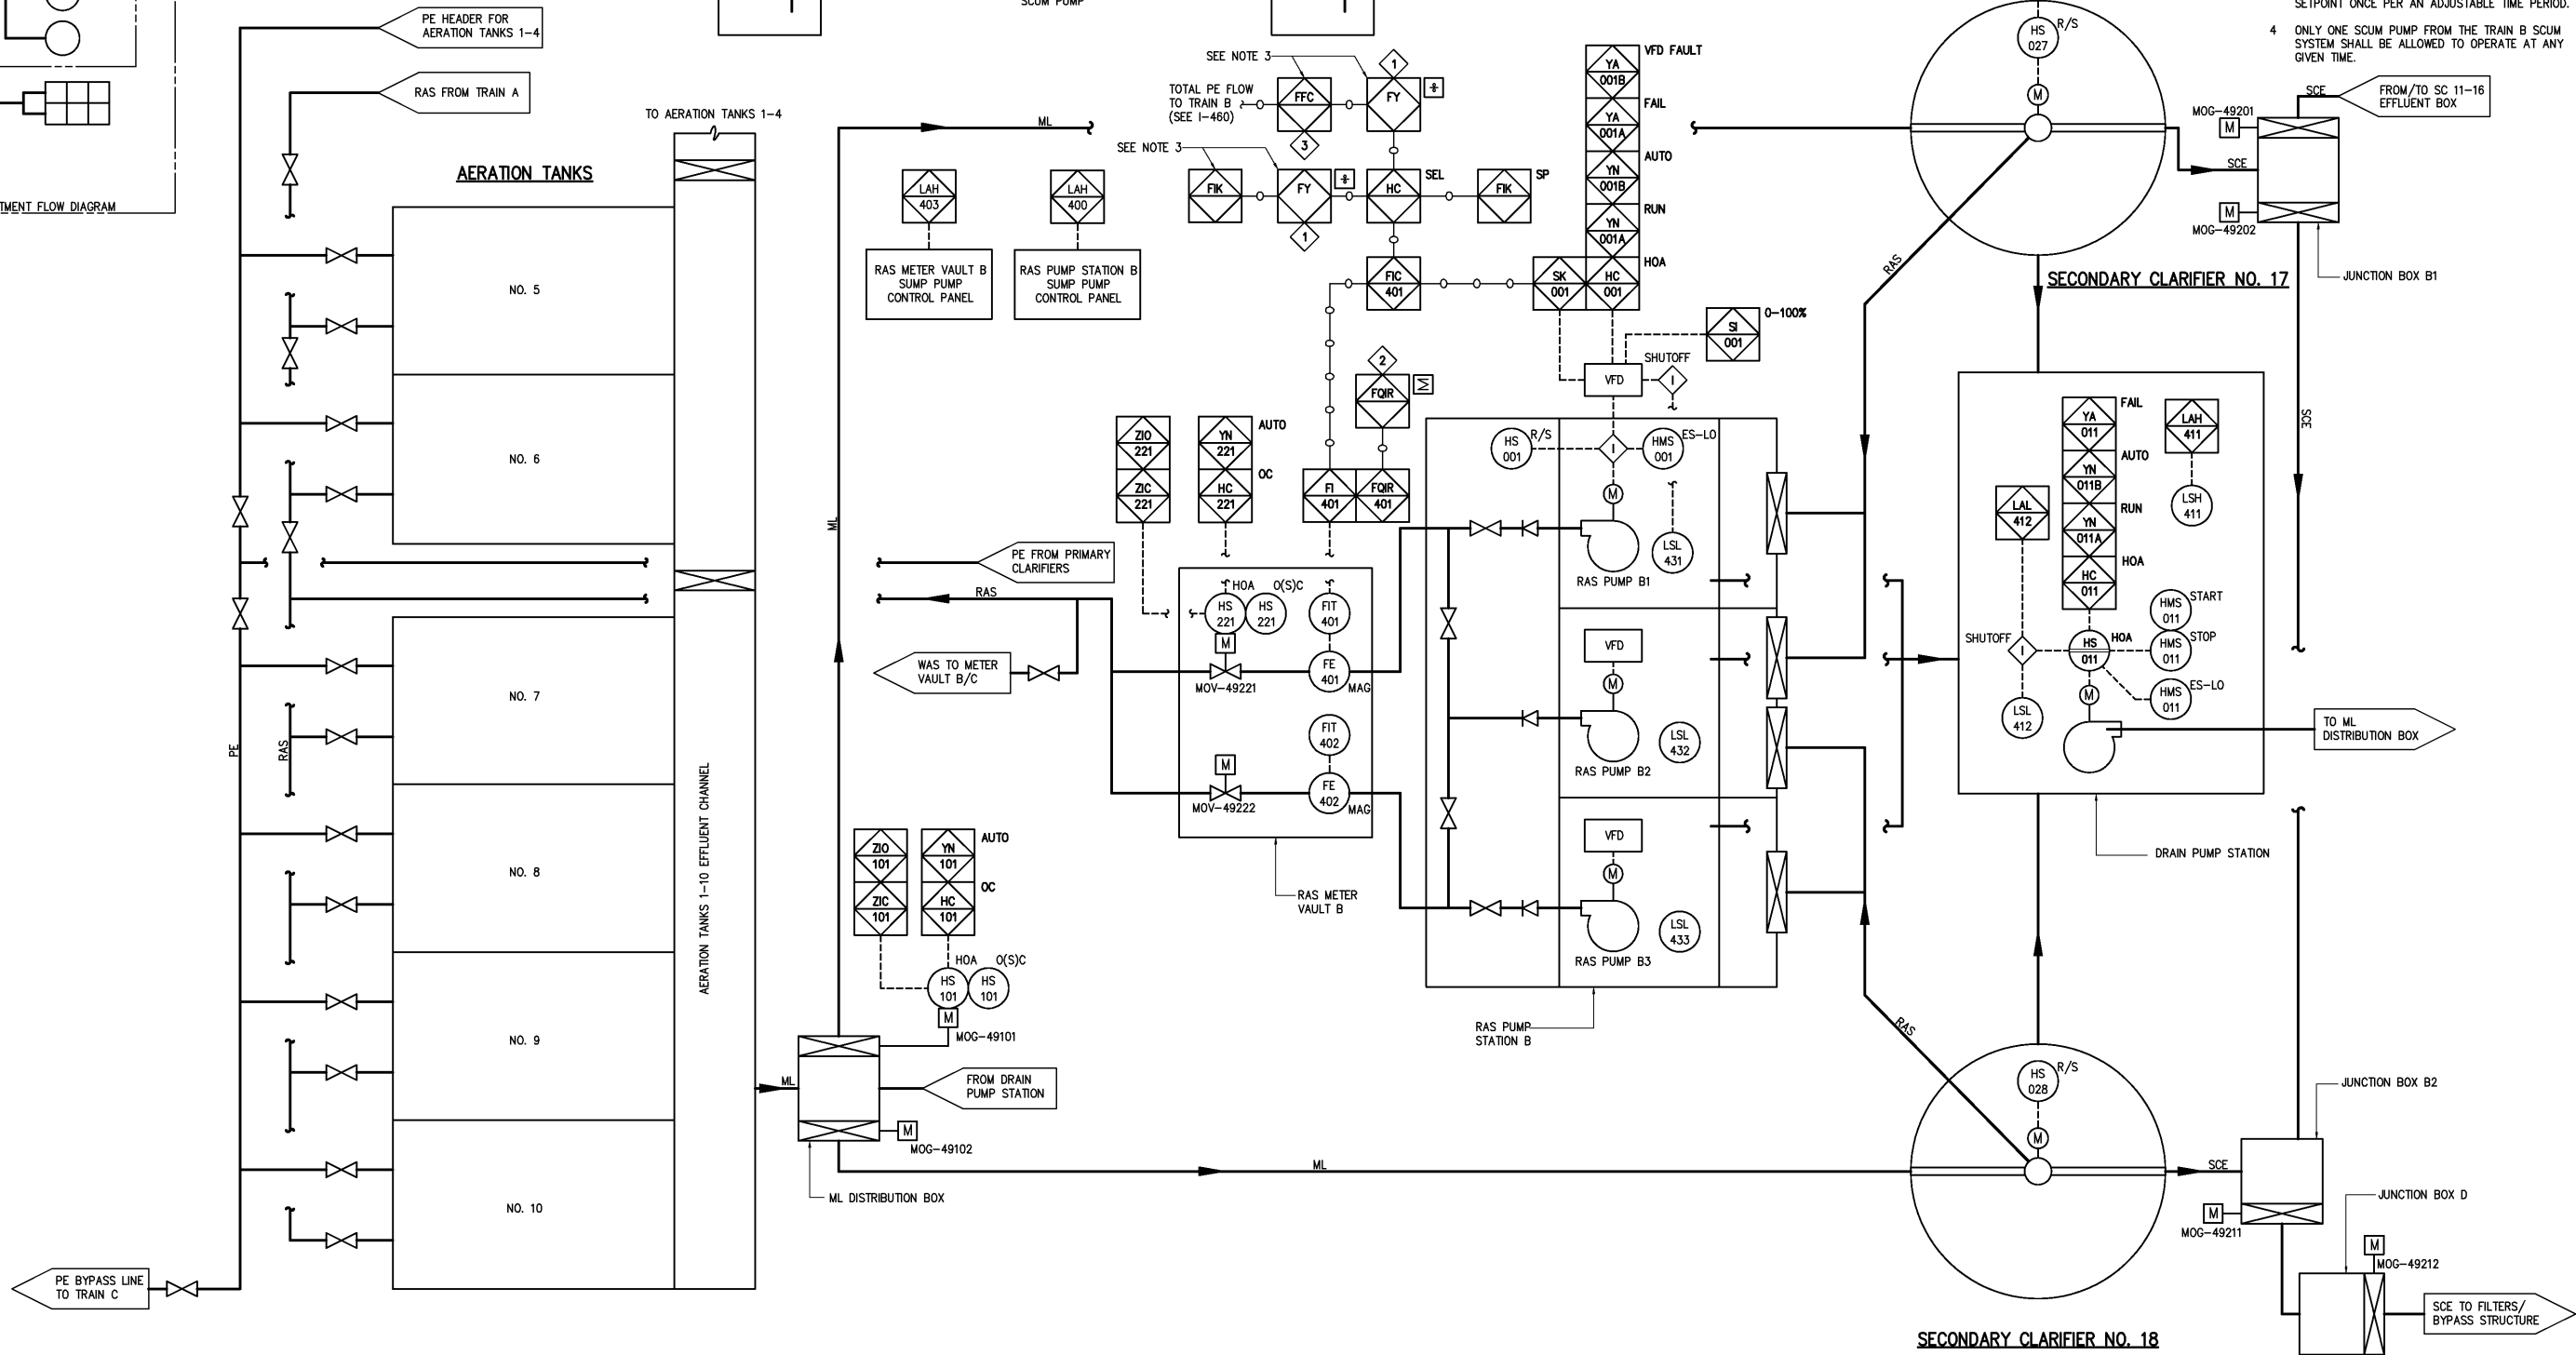 PE HEADER FOR
AERATION TANKS 1-4
RAS FROM TRAIN A
TMENT FLOW DIAGRAM
AERATION TANKS
TO AERATION TANKS 1-4
NO. 5
NO. 6
NO. 7
NO. 8
NO. 9
NO. 10
PE
RAS
AERATION TANKS 1-10 EFFLUENT CHANNEL
PE BYPASS LINE
TO TRAIN C
SCUM PUMP
ML
ML
LAH
403
RAS METER VAULT B
SUMP PUMP
CONTROL PANEL
LAH
400
RAS PUMP STATION B
SUMP PUMP
CONTROL PANEL
SEE NOTE 3
TOTAL PE FLOW
TO TRAIN B
(SEE I-460)
FFC
3
1
FY
SEE NOTE 3
FIK
FY
1
HC
SEL
FIK
SP
FIC
401
VFD FAULT
YA
001B
FAIL
YA
001A
AUTO
YN
001B
RUN
YN
001A
HOA
SK
001
HC
001
SI
001
0-100%
VFD
SHUTOFF
I
2
FQIR
M
ZIO
221
ZIC
221
YN
221
AUTO
HC
221
OC
FI
401
FQIR
401
PE FROM PRIMARY
CLARIFIERS
RAS
WAS TO METER
VAULT B/C
HOA
O(S)C
HS
221
HS
221
M
MOV-49221
FIT
401
FE
401
MAG
M
MOV-49222
FIT
402
FE
402
MAG
RAS METER
VAULT B
HS
001
R/S
I
HMS
001
ES-LO
M
LSL
431
RAS PUMP B1
VFD
M
LSL
432
RAS PUMP B2
VFD
M
LSL
433
RAS PUMP B3
RAS PUMP
STATION B
ZIO
101
ZIC
101
YN
101
AUTO
HC
101
OC
HOA
O(S)C
HS
101
HS
101
M
MOG-49101
ML
FROM DRAIN
PUMP STATION
M
MOG-49102
ML DISTRIBUTION BOX
ML
SETPOINT ONCE PER AN ADJUSTABLE TIME PERIOD.
4 ONLY ONE SCUM PUMP FROM THE TRAIN B SCUM
SYSTEM SHALL BE ALLOWED TO OPERATE AT ANY
GIVEN TIME.
HS
027
R/S
M
SCE
FROM/TO SC 11-16
EFFLUENT BOX
MOG-49201
M
SCE
M
MOG-49202
JUNCTION BOX B1
RAS
SECONDARY CLARIFIER NO. 17
SCE
FAIL
YA
011
AUTO
YN
011B
RUN
YN
011A
HOA
HC
011
LAH
411
LSH
411
LAL
412
SHUTOFF
I
HS
011
HOA
HMS
011
START
HMS
011
STOP
HMS
011
ES-LO
M
LSL
412
TO ML
DISTRIBUTION BOX
DRAIN PUMP STATION
RAS
HS
028
R/S
M
SCE
JUNCTION BOX B2
M
MOG-49211
JUNCTION BOX D
M
MOG-49212
SCE TO FILTERS/
BYPASS STRUCTURE
SECONDARY CLARIFIER NO. 18